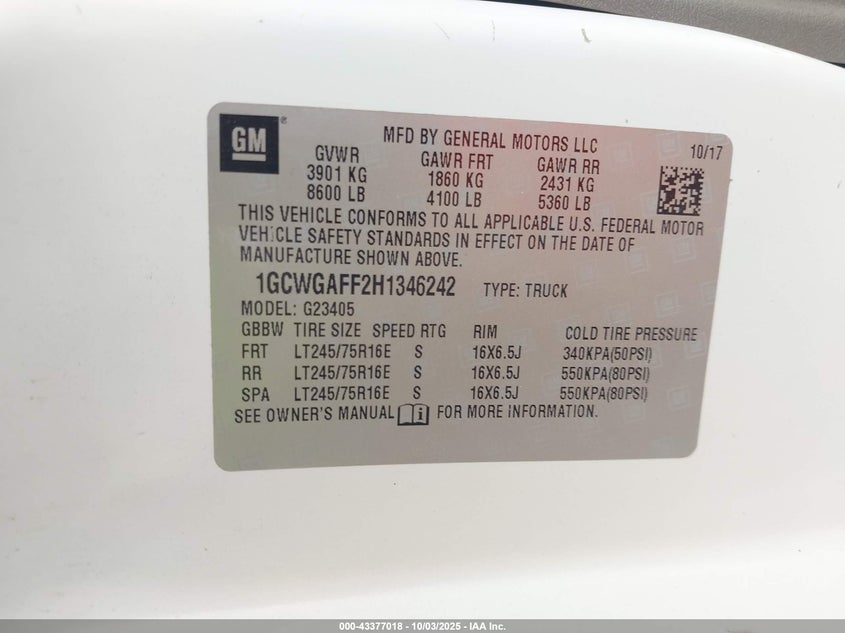 GM®
MFD BY GENERAL MOTORS LLC 10/17
GVWR GAWR FRT GAWR RR
3901 KG 1860 KG 2431 KG
8600 LB 4100 LB 5360 LB
THIS VEHICLE CONFORMS TO ALL APPLICABLE U.S. FEDERAL MOTOR
VEHICLE SAFETY STANDARDS IN EFFECT ON THE DATE OF
MANUFACTURE SHOWN ABOVE.
1GCWGAFF2H1346242 TYPE: TRUCK
MODEL: G23405
GBBW TIRE SIZE SPEED RTG RIM COLD TIRE PRESSURE
FRT LT245/75R16E S 16X6.5J 340KPA(50PSI)
RR LT245/75R16E S 16X6.5J 550KPA(80PSI)
SPA LT245/75R16E S 16X6.5J 550KPA(80PSI)
SEE OWNER'S MANUAL FOR MORE INFORMATION.
000-43377018 - 10/03/2025 - IAA Inc.